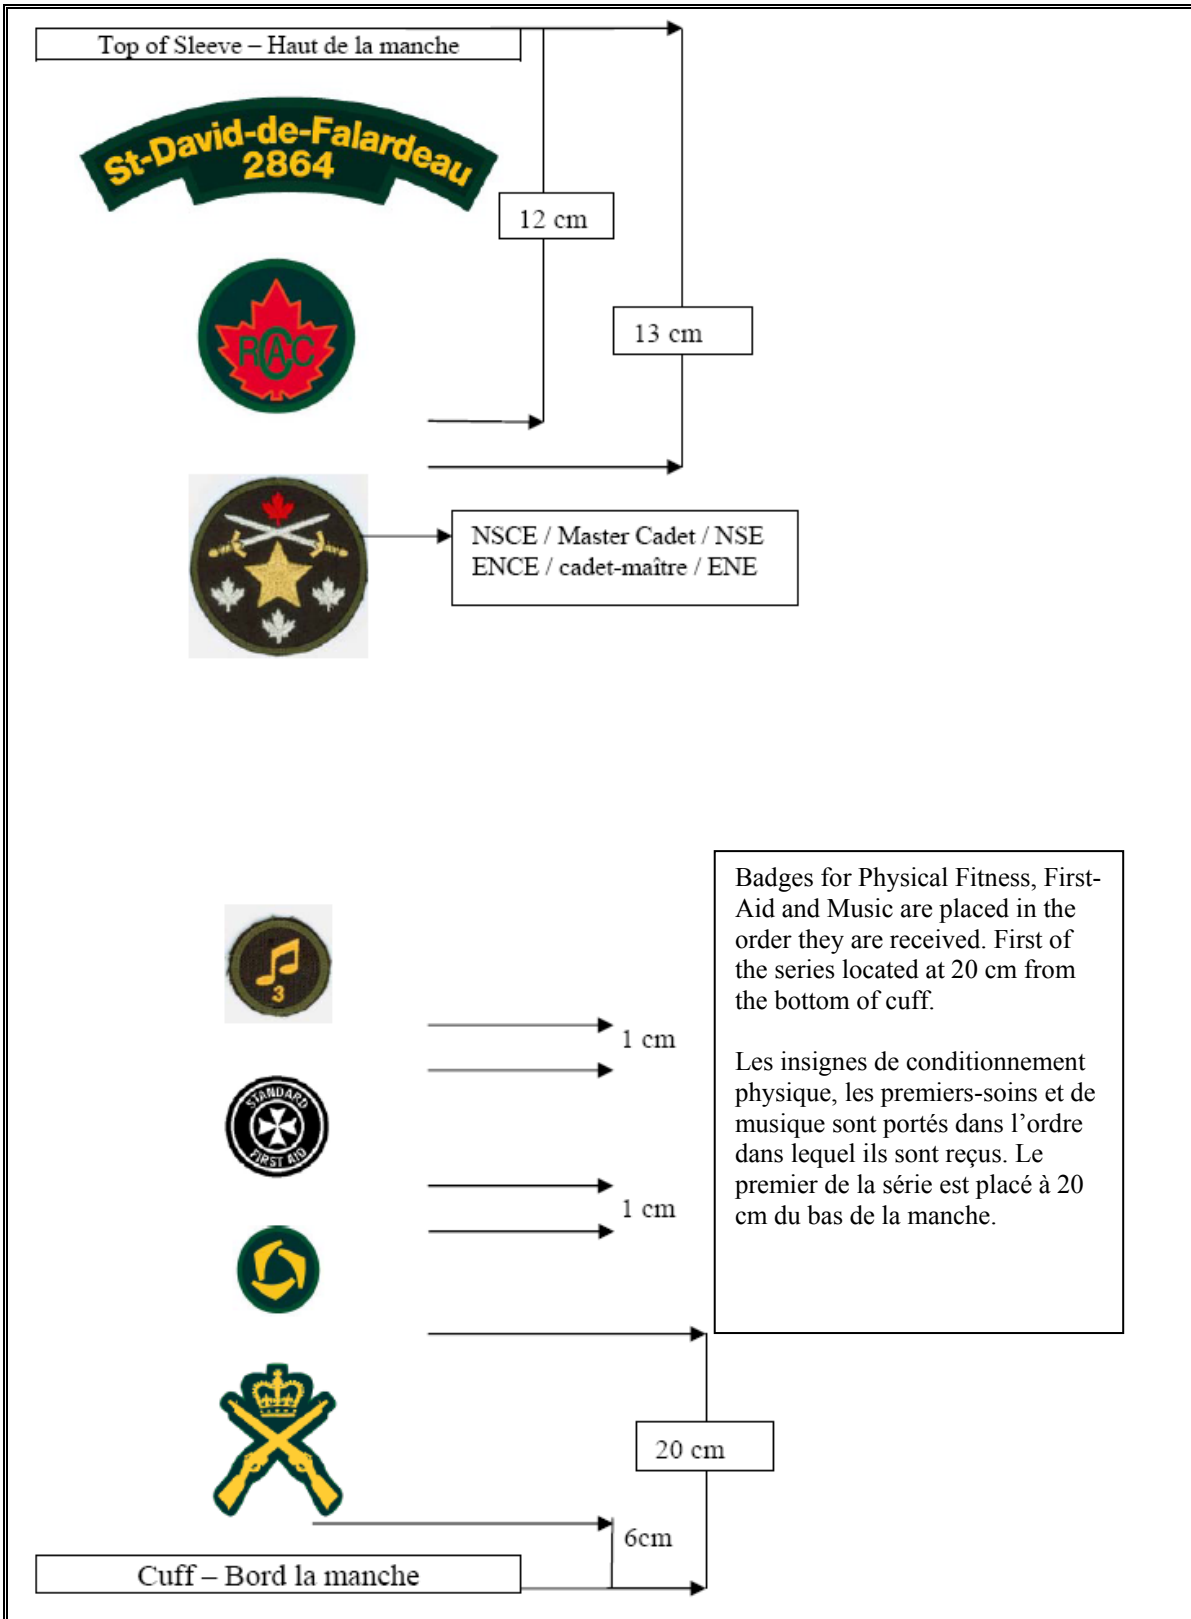 Top of Sleeve – Haut de la manche
St-David-de-Falardeau
2864
12 cm
RCAC
13 cm
NSCE / Master Cadet / NSE
ENCE / cadet-maître / ENE
Badges for Physical Fitness, First-
Aid and Music are placed in the
order they are received. First of
the series located at 20 cm from
the bottom of cuff.
Les insignes de conditionnement
physique, les premiers-soins et de
musique sont portés dans l’ordre
dans lequel ils sont reçus. Le
premier de la série est placé à 20
cm du bas de la manche.
3
1 cm
STANDARD
FIRST AID
1 cm
20 cm
6cm
Cuff – Bord la manche